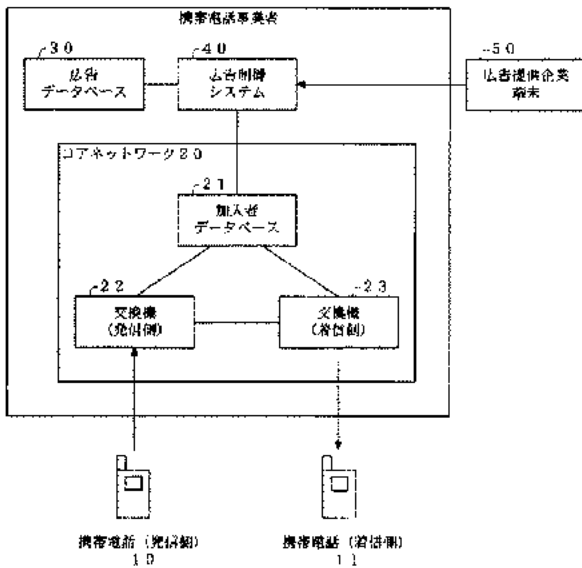 携帯電話事業者
30
広告
データベース
40
広告制御
システム
50
広告提供企業
端末
コアネットワーク20
21
加入者
データベース
22
交換機
(発信側)
23
交換機
(着信側)
携帯電話(発信側)
10
携帯電話(着信側)
11